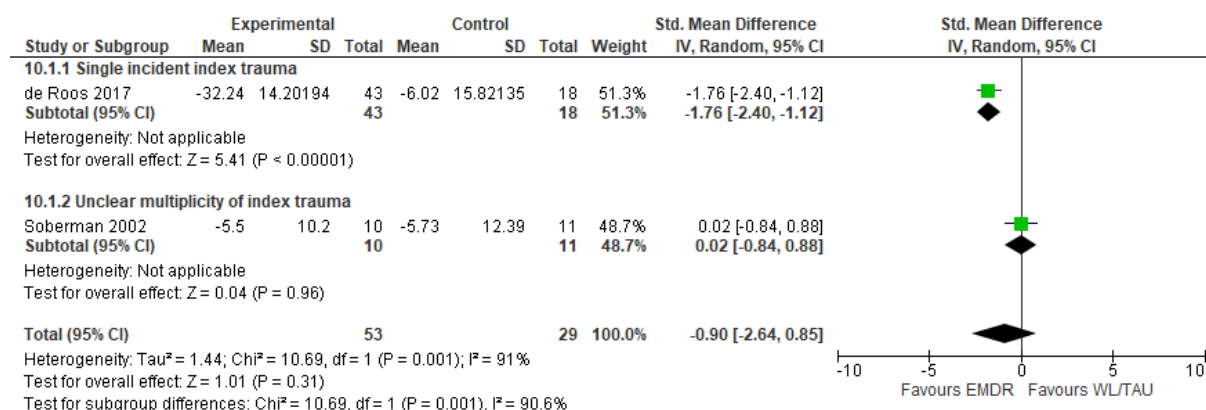 Experimental Control Std. Mean Difference Std. Mean Difference
Study or Subgroup Mean SD Total Mean SD Total Weight IV, Random, 95% CI IV, Random, 95% CI
10.1.1 Single incident index trauma
de Roos 2017 -32.24 14.20194 43 -6.02 15.82135 18 51.3% -1.76 [-2.40, -1.12]
Subtotal (95% CI) 43 18 51.3% -1.76 [-2.40, -1.12]
Heterogeneity: Not applicable
Test for overall effect: Z = 5.41 (P < 0.00001)
10.1.2 Unclear multiplicity of index trauma
Soberman 2002 -5.5 10.2 10 -5.73 12.39 11 48.7% 0.02 [-0.84, 0.88]
Subtotal (95% CI) 10 11 48.7% 0.02 [-0.84, 0.88]
Heterogeneity: Not applicable
Test for overall effect: Z = 0.04 (P = 0.96)
Total (95% CI) 53 29 100.0% -0.90 [-2.64, 0.85]
Heterogeneity: Tau² = 1.44; Chi² = 10.69, df = 1 (P = 0.001); I² = 91%
Test for overall effect: Z = 1.01 (P = 0.31)
Test for subgroup differences: Chi² = 10.69, df = 1 (P = 0.001), I² = 90.6%
-10 -5 0 5 10
Favours EMDR Favours WL/TAU